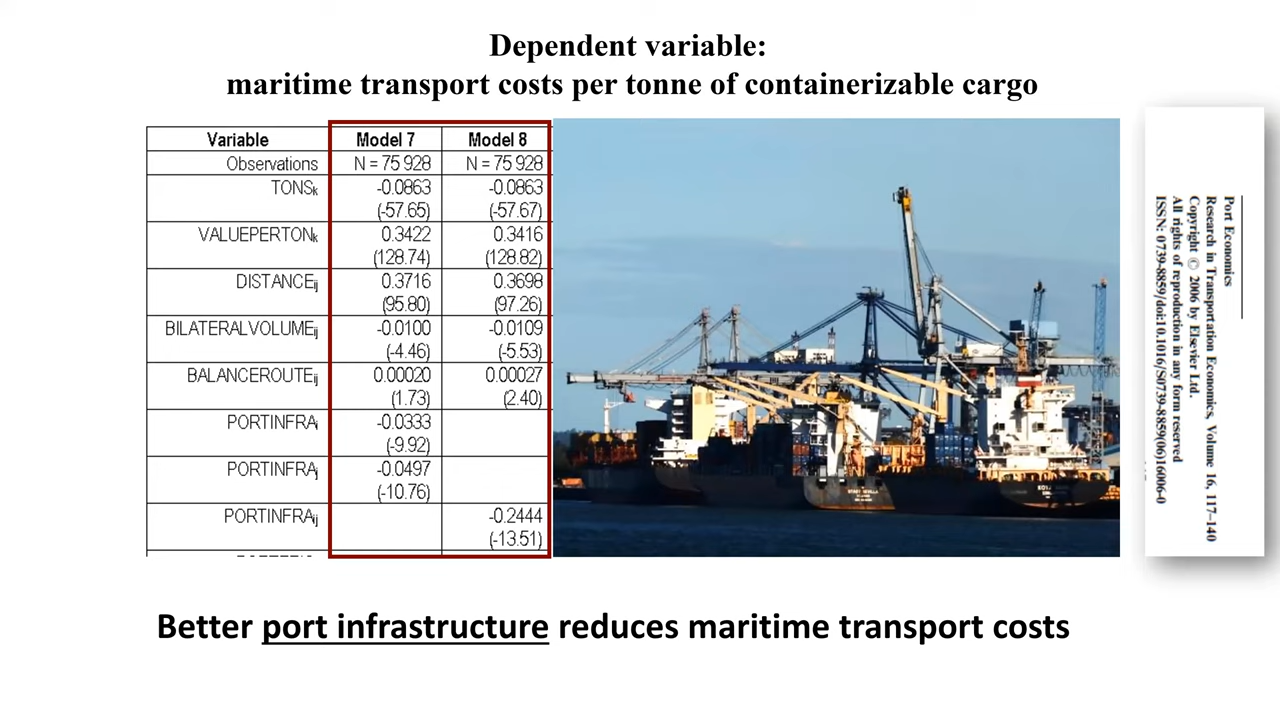 Dependent variable:
maritime transport costs per tonne of containerizable cargo
Variable Model 7 Model 8
Observations N = 75 928 N = 75 928
TONSk -0.0863 -0.0863
(-57.65) (-57.67)
VALUEPERTONk 0.3422 0.3416
(128.74) (128.82)
DISTANCEij 0.3716 0.3698
(95.80) (97.26)
BILATERALVOLUMEij -0.0100 -0.0109
(-4.46) (-5.53)
BALANCEROUTEij 0.00020 0.00027
(1.73) (2.40)
PORTINFRAi -0.0333
(-9.92)
PORTINFRAj -0.0497
(-10.76)
PORTINFRAij -0.2444
(-13.51)
Port Economics
Research in Transportation Economics, Volume 16, 117–140
Copyright © 2006 by Elsevier Ltd.
All rights of reproduction in any form reserved
ISSN: 0739-8859/doi:10.1016/S0739-8859(06)16006-0
Better port infrastructure reduces maritime transport costs